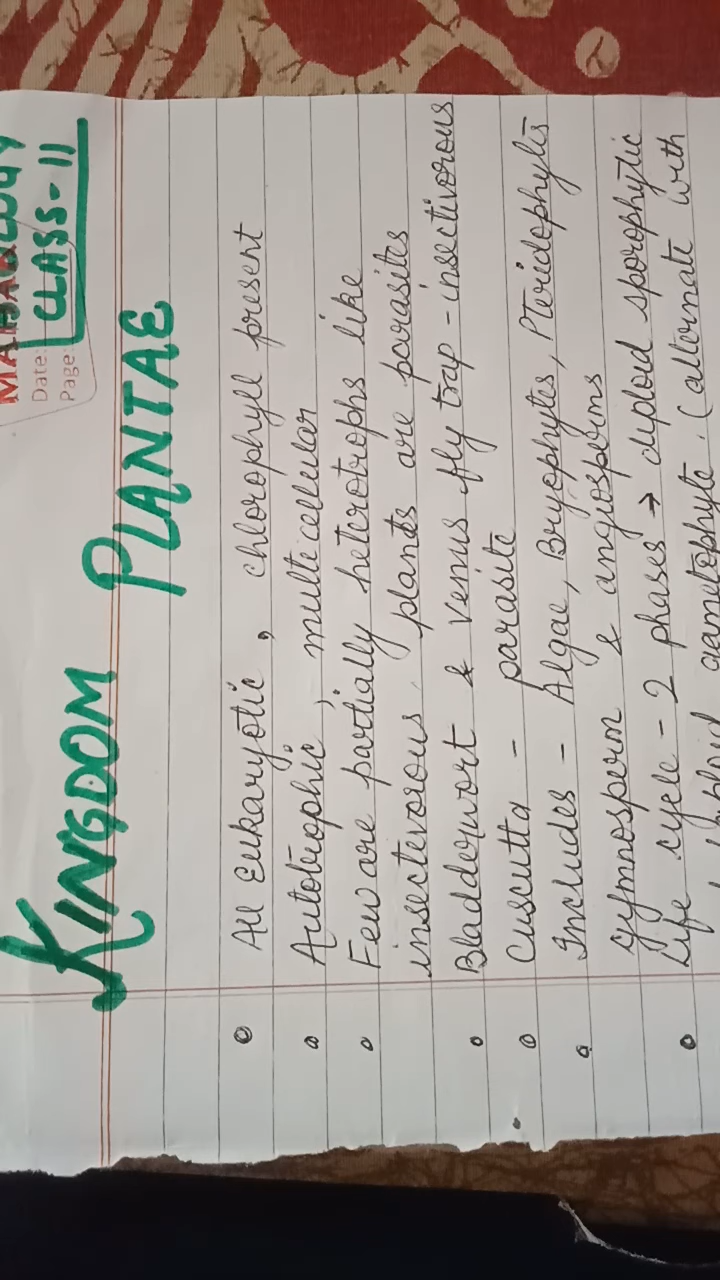 CLASS-11
Date:
Page:
KINGDOM PLANTAE
All Eukaryotic, chlorophyll present
Autotrophic, multicellular
Few are partially heterotrophs like
insectevorous plants are parasites
Bladderwort & venus fly trap - insectivorous
Cuscutta - parasite
Includes - Algae, Bryophytes, Pteridophytes
Gymnosperm & angiosperms
Life cycle - 2 phases → diploid sporophytic
gametophyte. (alternate with